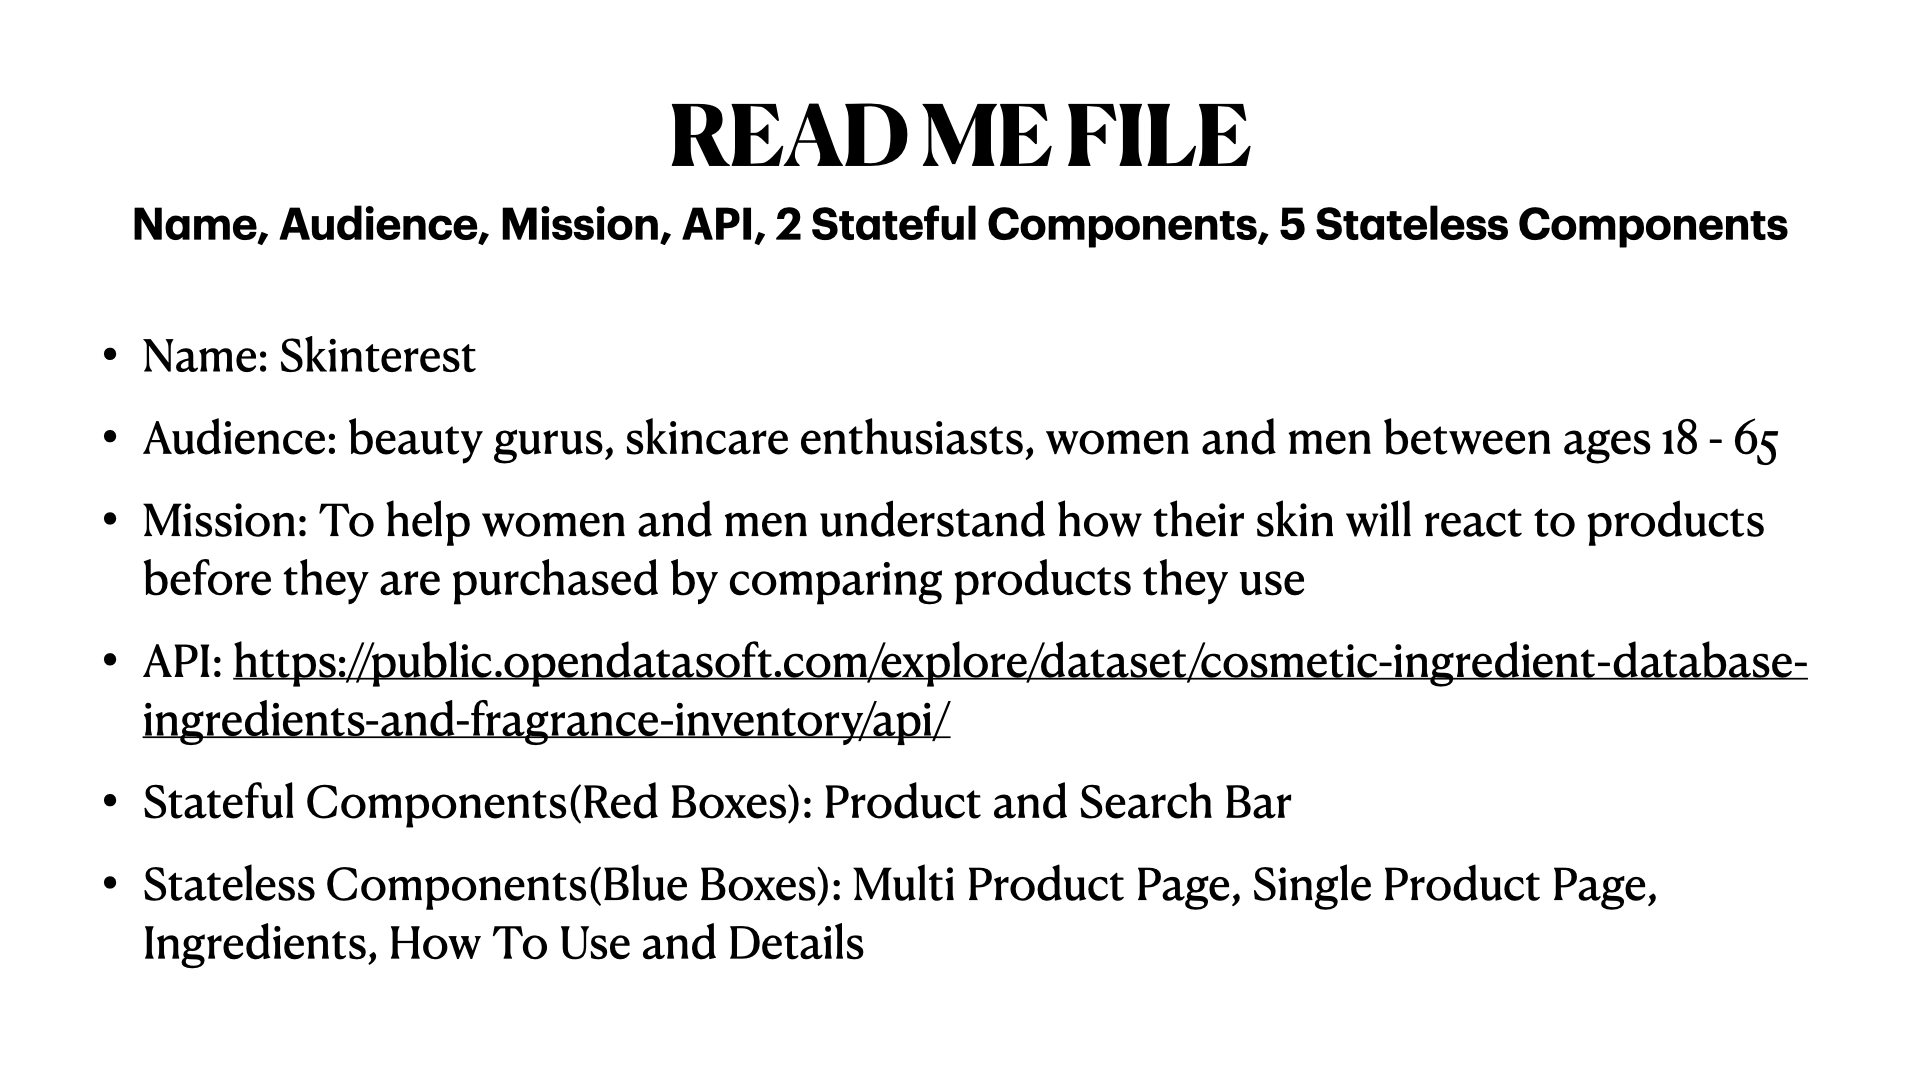 READ ME FILE
Name, Audience, Mission, API, 2 Stateful Components, 5 Stateless Components
• Name: Skinterest
• Audience: beauty gurus, skincare enthusiasts, women and men between ages 18 - 65
• Mission: To help women and men understand how their skin will react to products
before they are purchased by comparing products they use
• API: https://public.opendatasoft.com/explore/dataset/cosmetic-ingredient-database-
ingredients-and-fragrance-inventory/api/
• Stateful Components(Red Boxes): Product and Search Bar
• Stateless Components(Blue Boxes): Multi Product Page, Single Product Page,
Ingredients, How To Use and Details